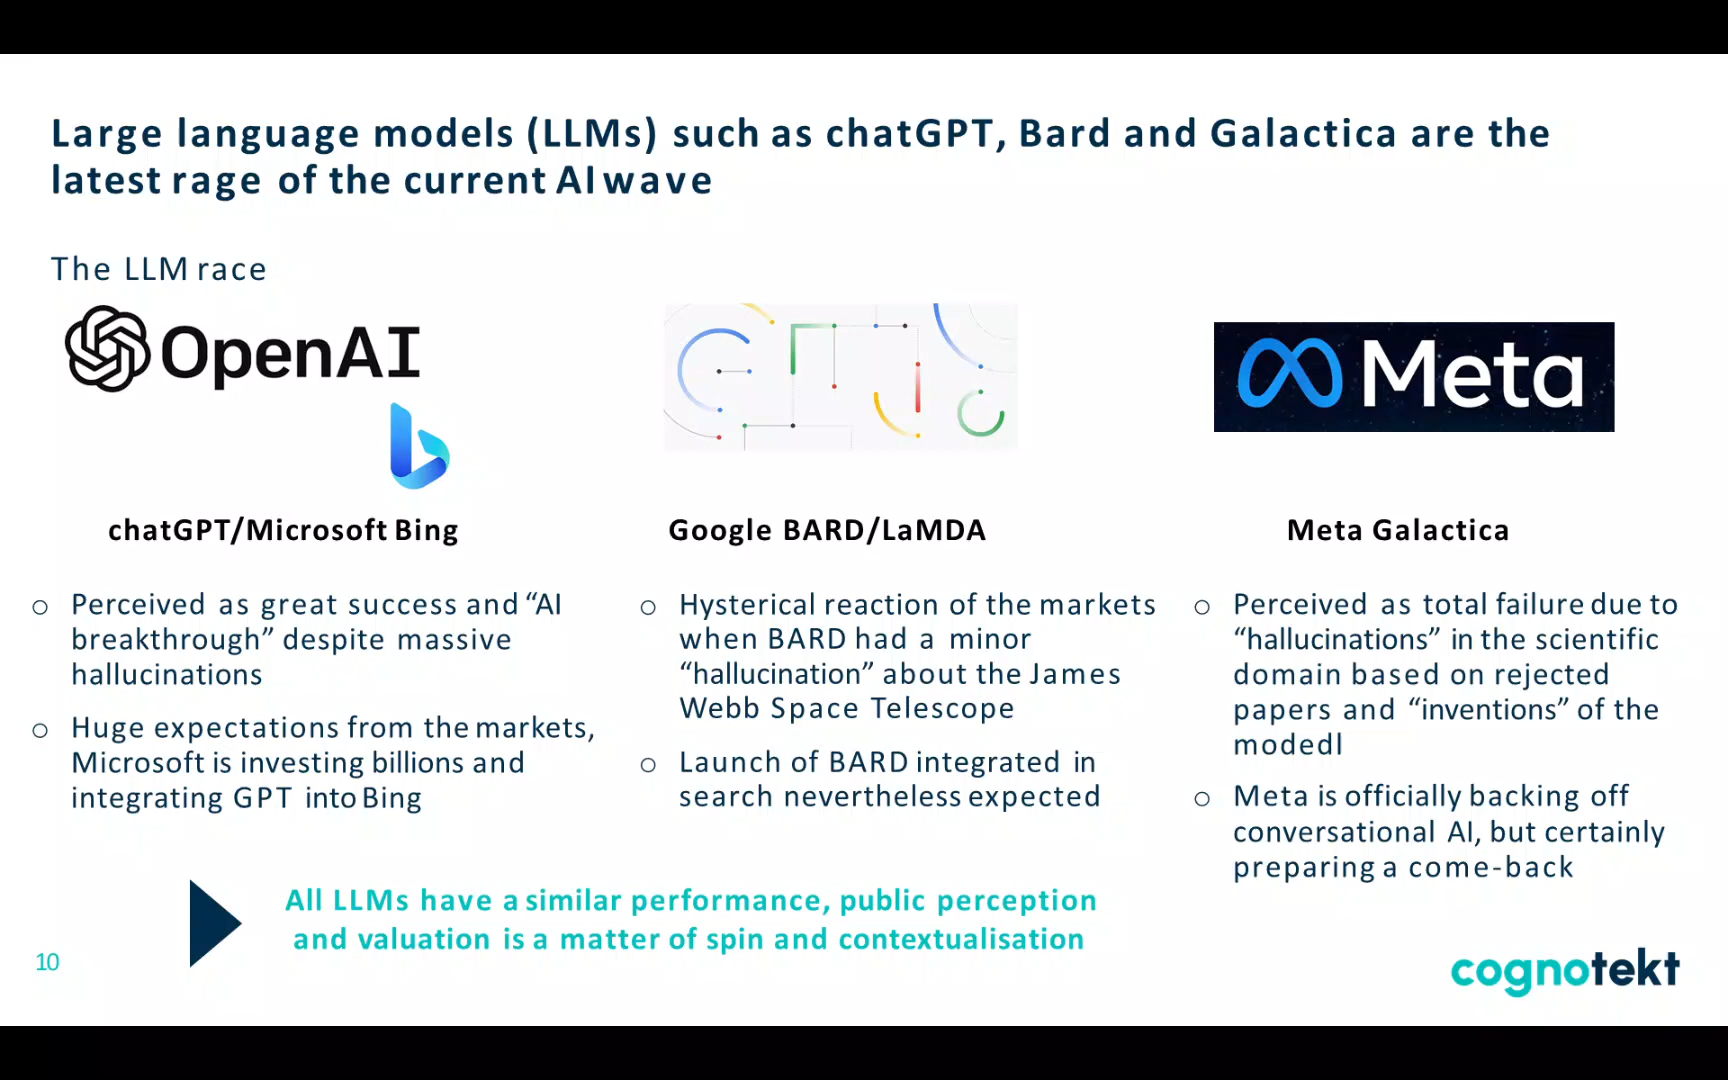 Large language models (LLMs) such as chatGPT, Bard and Galactica are the
latest rage of the current AI wave
The LLM race
OpenAI
Meta
chatGPT/Microsoft Bing
○ Perceived as great success and “AI
breakthrough” despite massive
hallucinations
○ Huge expectations from the markets,
Microsoft is investing billions and
integrating GPT into Bing
Google BARD/LaMDA
○ Hysterical reaction of the markets
when BARD had a minor
“hallucination” about the James
Webb Space Telescope
○ Launch of BARD integrated in
search nevertheless expected
Meta Galactica
○ Perceived as total failure due to
“hallucinations” in the scientific
domain based on rejected
papers and “inventions” of the
modedl
○ Meta is officially backing off
conversational AI, but certainly
preparing a come-back
All LLMs have a similar performance, public perception
and valuation is a matter of spin and contextualisation
10
cognotekt